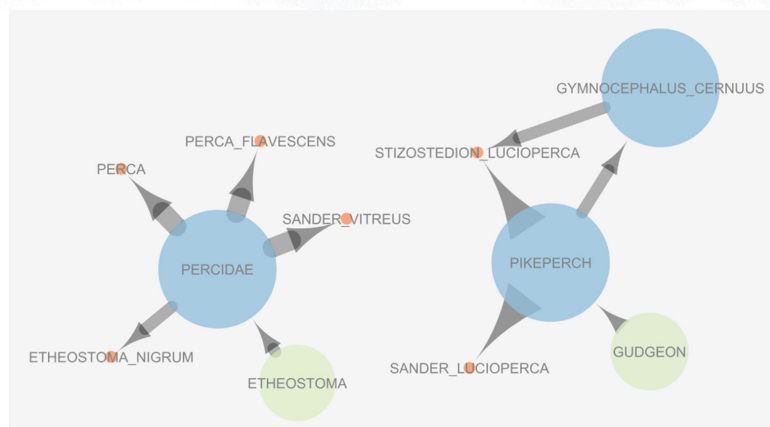 GYMNOCEPHALUS_CERNUUS
PERCA_FLAVESCENS
STIZOSTEDION_LUCIOPERCA
PERCA
SANDER_VITREUS
PIKEPERCH
PERCIDAE
GUDGEON
ETHEOSTOMA_NIGRUM
SANDER_LUCIOPERCA
ETHEOSTOMA